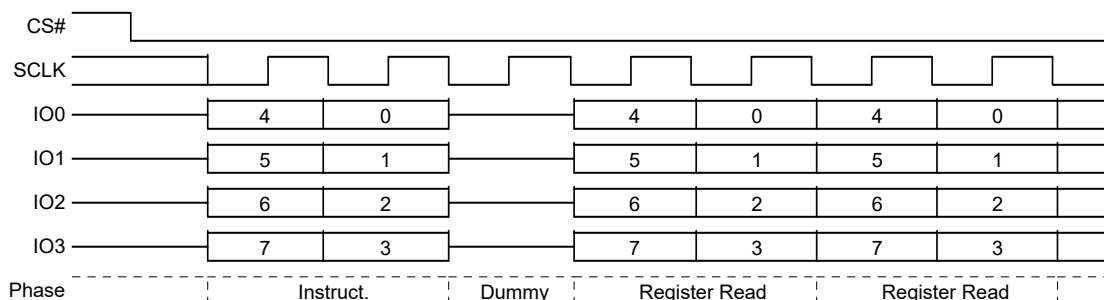 CS#
SCLK
IO0 4 0 4 0 4 0
IO1 5 1 5 1 5 1
IO2 6 2 6 2 6 2
IO3 7 3 7 3 7 3
Phase Instruct. Dummy Register Read Register Read